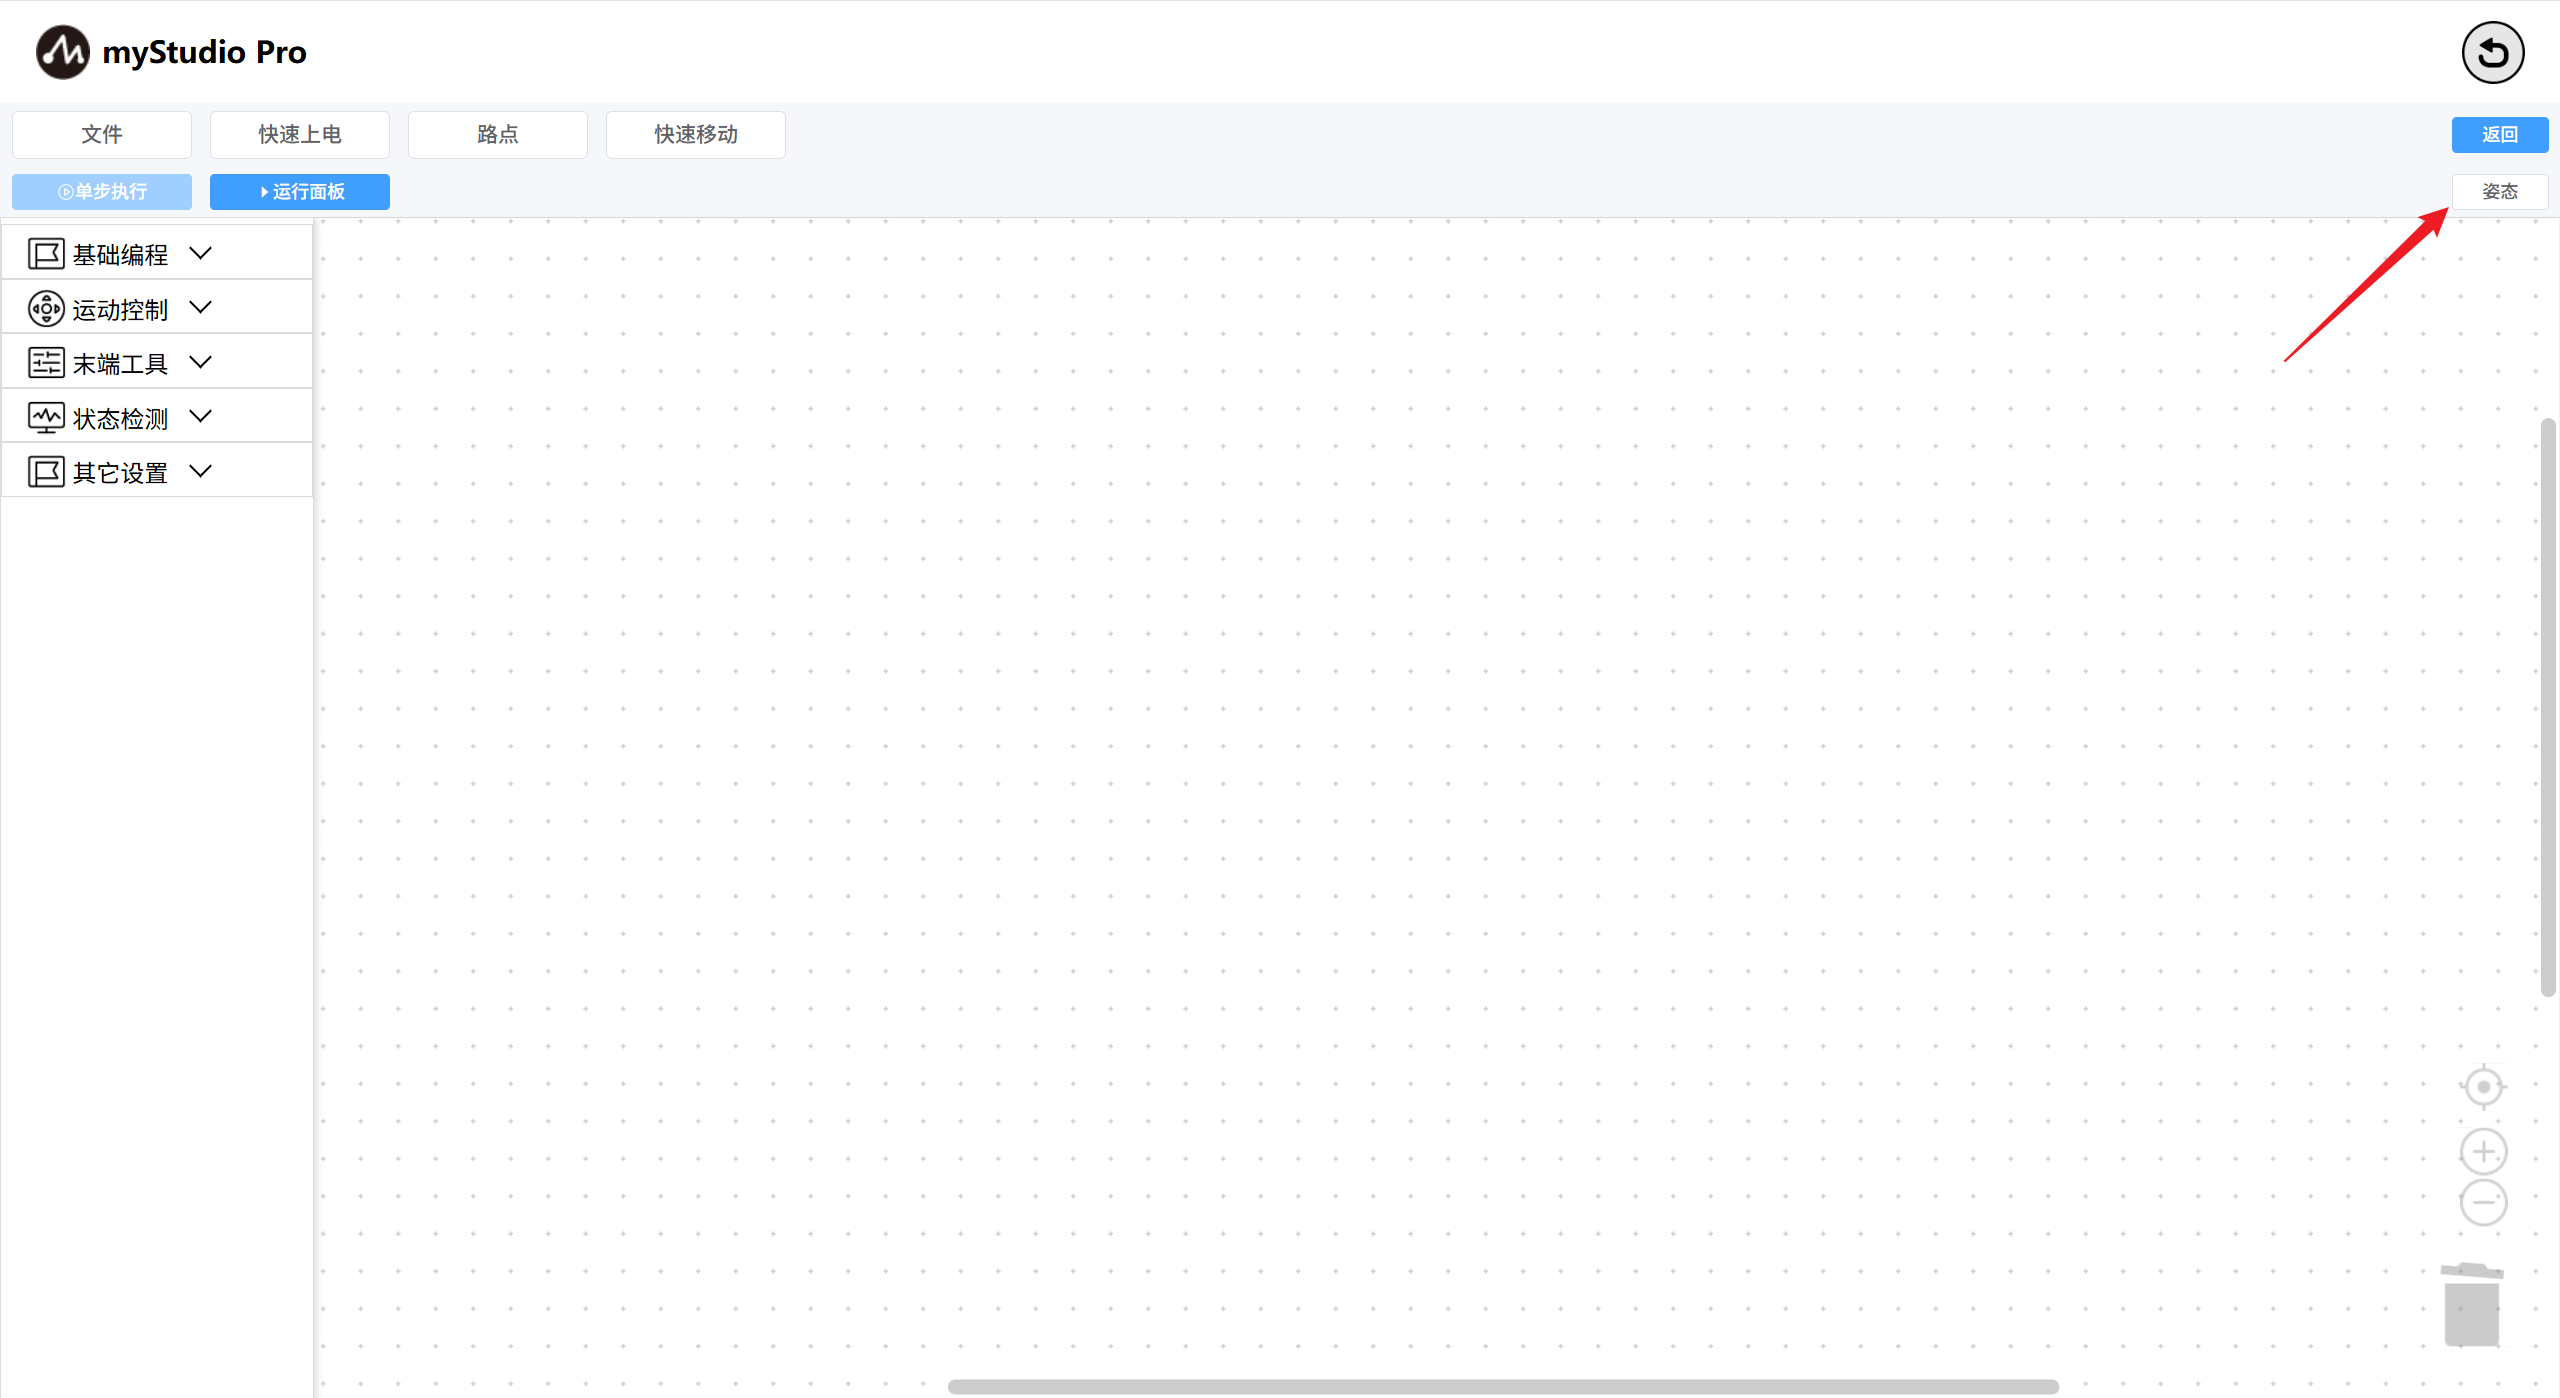 myStudio Pro
文件 快速上电 路点 快速移动 返回
单步执行 运行面板 姿态
基础编程
运动控制
末端工具
状态检测
其它设置